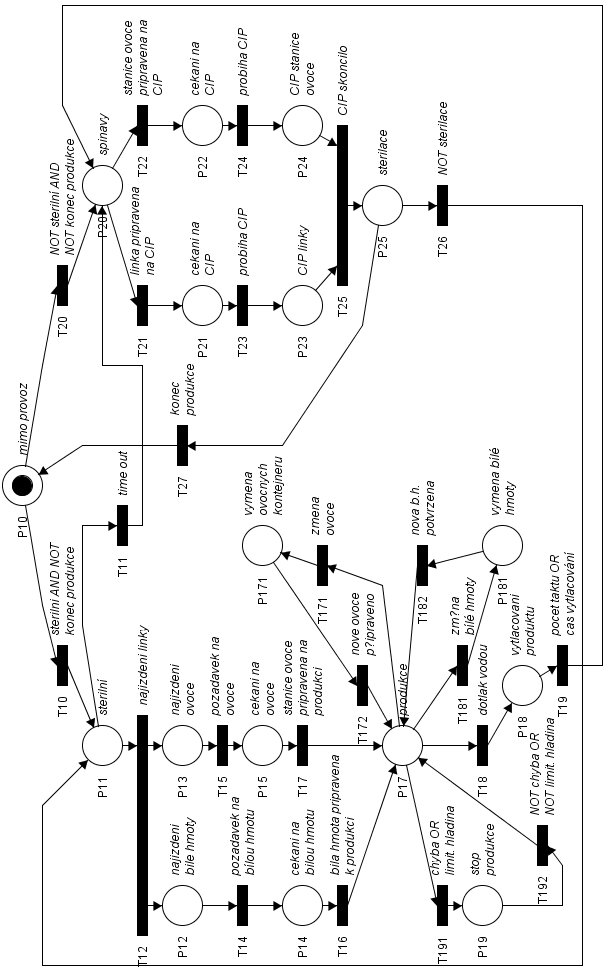 P10
mimo provoz
T10
sterilní AND NOT
konec produkce
T20
NOT sterilní AND
NOT konec produkce
P11
sterilní
P20
spinavy
T11
time out
T12
najizdeni linky
T21
linka pripravena
na CIP
T22
stanice ovoce
pripravena na
CIP
P12
najizdeni
bile hmoty
P13
najizdeni
ovoce
T27
konec
produkce
P21
cekani na
CIP
P22
cekani na
CIP
T14
pozadavek na
bilou hmotu
T15
pozadavek na
ovoce
T23
probiha CIP
T24
probiha CIP
P15
cekani na
ovoce
P171
vymena
ovocnych
kontejneru
P14
cekani na
bilou hmotu
T17
stanice ovoce
pripravena na
produkci
P23
CIP linky
P24
CIP stanice
ovoce
T171
zmena
ovoce
T16
bila hmota pripravena
k produkci
T25
CIP skoncilo
T172
nove ovoce
p?ipraveno
P25
sterilace
P17
produkce
T182
nova b.h.
potvrzena
T191
chyba OR
limit. hladina
T26
NOT sterilace
T181
zm?na
bílé hmoty
P19
stop
produkce
T18
dotlak vodou
P181
vymena bilé
hmoty
P18
vytlacovani
produktu
T192
NOT chyba OR
NOT limit. hladina
T19
pocet taktu OR
cas vytlacování